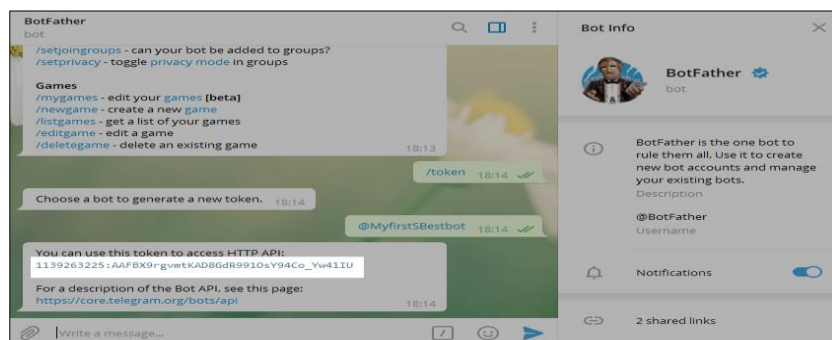 BotFather
bot
/setjoingroups - can your bot be added to groups?
/setprivacy - toggle privacy mode in groups
Games
/mygames - edit your games [beta]
/newgame - create a new game
/listgames - get a list of your games
/editgame - edit a game
/deletegame - delete an existing game
18:13
/token 18:14
Choose a bot to generate a new token. 18:14
@MyfirstSBestbot 18:14
You can use this token to access HTTP API:
1139263225:AAFBX9rgvmtKAD8GdR991OsY94Co_Yw41IU
For a description of the Bot API, see this page:
https://core.telegram.org/bots/api
18:14
Write a message...
Bot Info
BotFather
bot
BotFather is the one bot to
rule them all. Use it to create
new bot accounts and manage
your existing bots.
Description
@BotFather
Username
Notifications
2 shared links